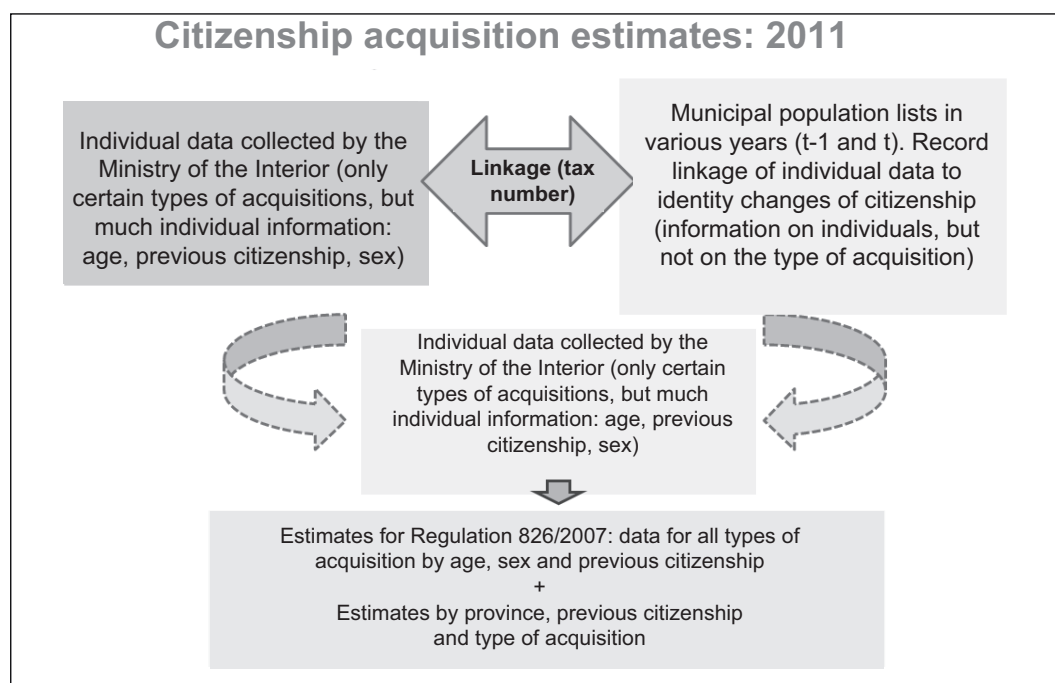 Citizenship acquisition estimates: 2011
Individual data collected by the
Ministry of the Interior (only
certain types of acquisitions, but
much individual information:
age, previous citizenship, sex)
Linkage (tax
number)
Municipal population lists in
various years (t-1 and t). Record
linkage of individual data to
identity changes of citizenship
(information on individuals, but
not on the type of acquisition)
Individual data collected by the
Ministry of the Interior (only certain
types of acquisitions, but much
individual information: age, previous
citizenship, sex)
Estimates for Regulation 826/2007: data for all types of
acquisition by age, sex and previous citizenship
+
Estimates by province, previous citizenship
and type of acquisition